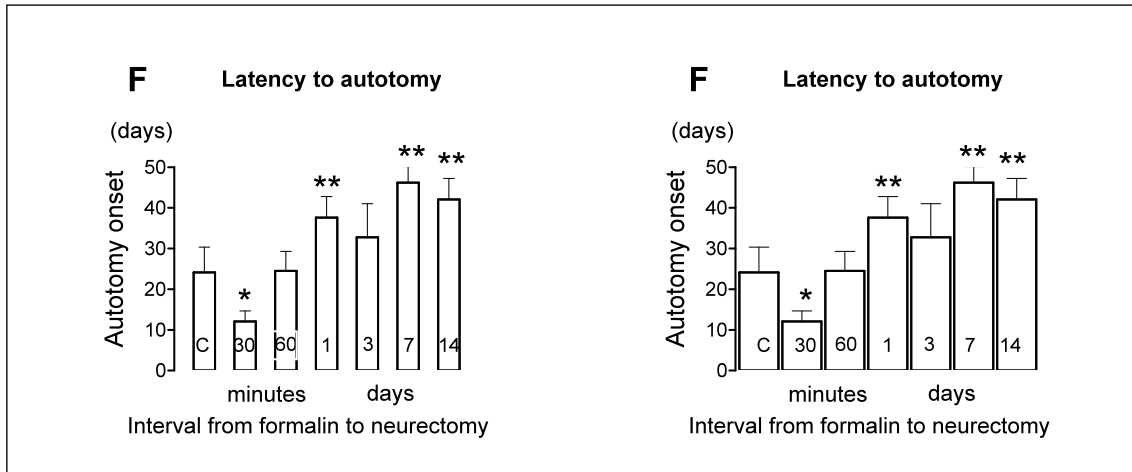 F Latency to autotomy
(days)
Autotomy onset
50
40
30
20
10
0
** ** **
*
C 30 60 1 3 7 14
minutes days
Interval from formalin to neurectomy
F Latency to autotomy
(days)
Autotomy onset
50
40
30
20
10
0
** ** **
*
C 30 60 1 3 7 14
minutes days
Interval from formalin to neurectomy